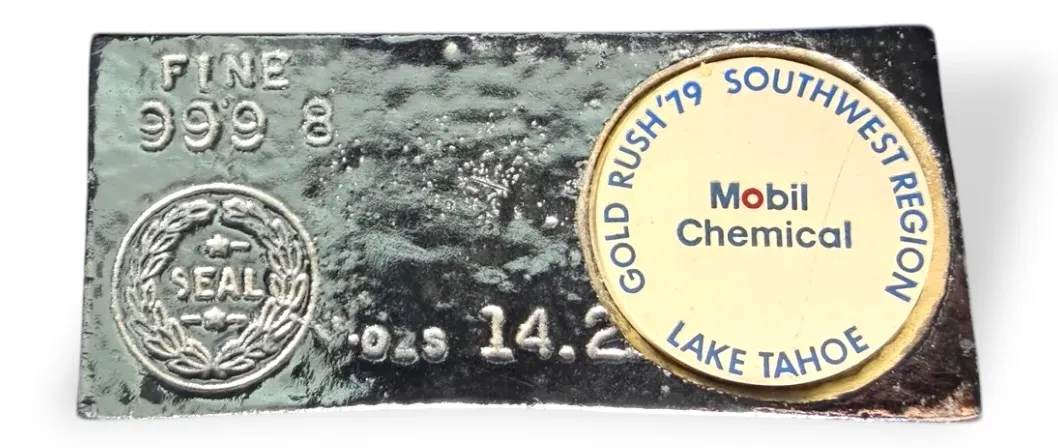 FINE
999 8
SEAL
OZS 14.2
GOLD RUSH '79 SOUTHWEST REGION
Mobil
Chemical
LAKE TAHOE